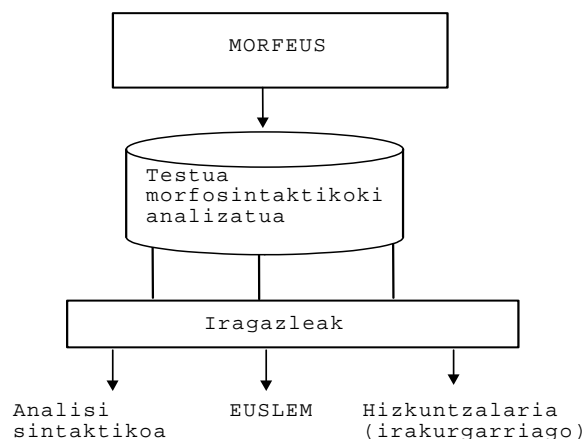 MORFEUS
Testua
morfosintaktikoki
analizatua
Iragazleak
Analisi
sintaktikoa
EUSLEM
Hizkuntzalaria
(irakurgarriago)